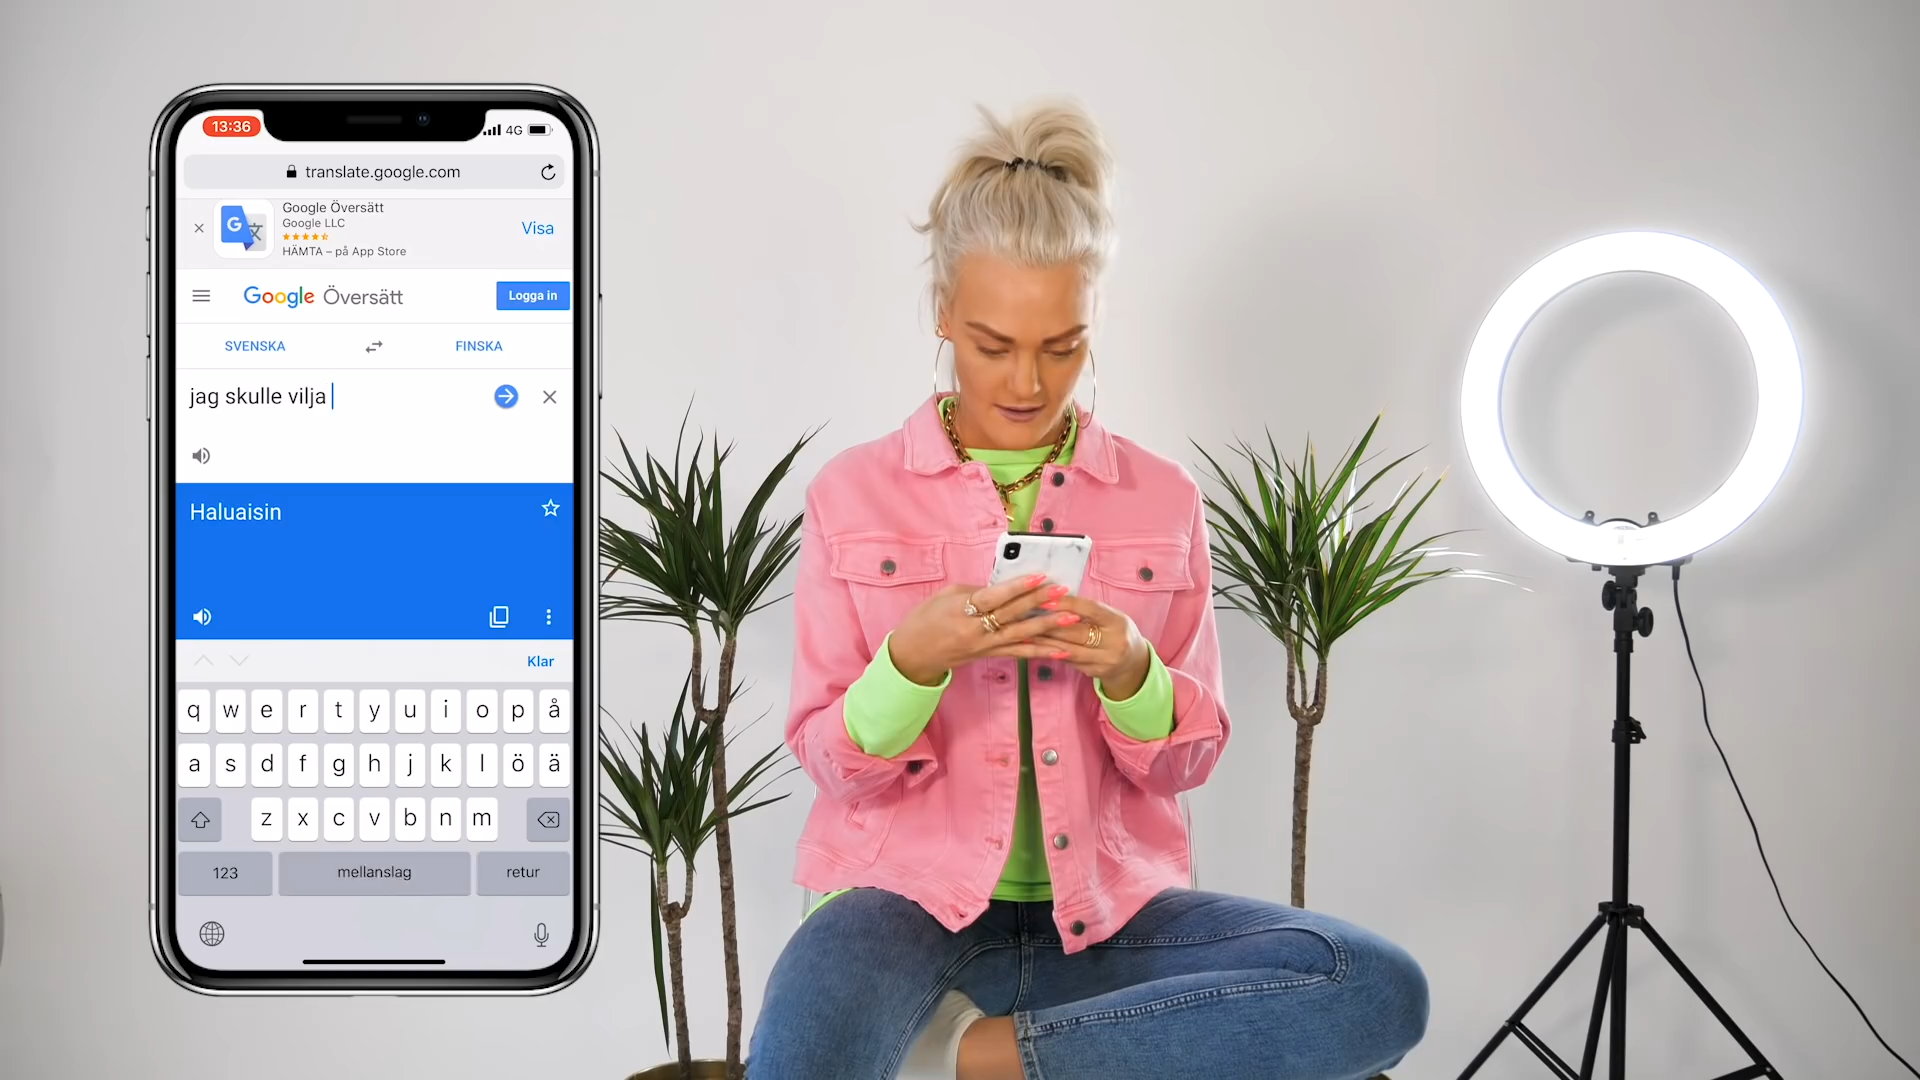 13:36
4G
translate.google.com
Google Översätt
Google LLC
HÄMTA – på App Store
Visa
Google Översätt
Logga in
SVENSKA
FINSKA
jag skulle vilja
Haluaisin
Klar
q w e r t y u i o p å
a s d f g h j k l ö ä
z x c v b n m
123
mellanslag
retur